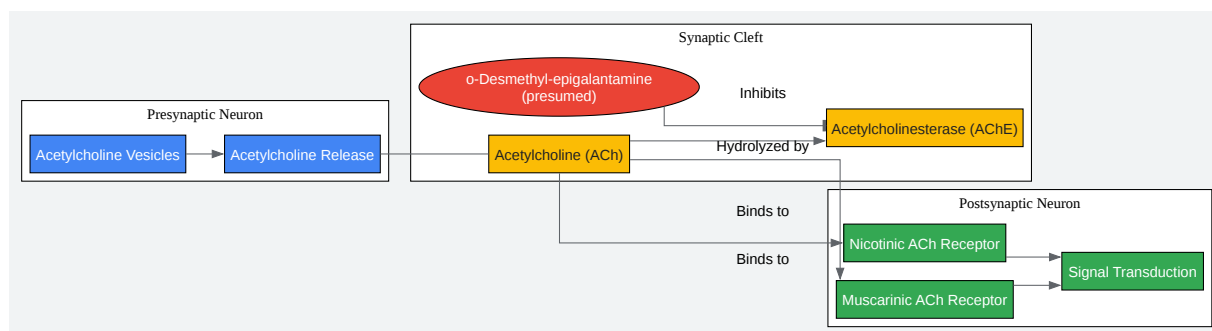 Synaptic Cleft
o-Desmethyl-epigalantamine
(presumed)
Inhibits
Presynaptic Neuron
Acetylcholinesterase (AChE)
Acetylcholine Vesicles
Acetylcholine Release
Acetylcholine (ACh)
Hydrolyzed by
Binds to
Postsynaptic Neuron
Nicotinic ACh Receptor
Binds to
Signal Transduction
Muscarinic ACh Receptor